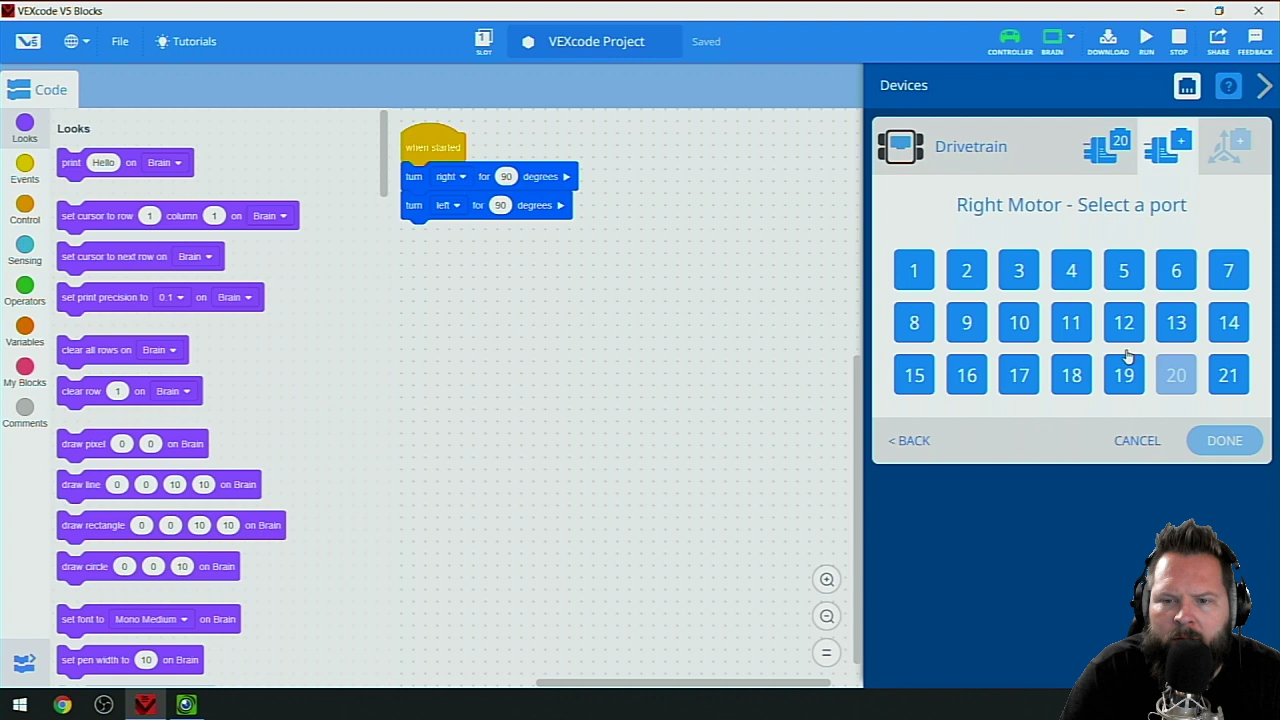 VEXcode V5 Blocks
V5
File
Tutorials
1
SLOT
VEXcode Project
Saved
CONTROLLER
BRAIN
DOWNLOAD
RUN
STOP
SHARE
FEEDBACK
Code
Looks
Events
Control
Sensing
Operators
Variables
My Blocks
Comments
Looks
print Hello on Brain
set cursor to row 1 column 1 on Brain
set cursor to next row on Brain
set print precision to 0.1 on Brain
clear all rows on Brain
clear row 1 on Brain
draw pixel 0 0 on Brain
draw line 0 0 10 10 on Brain
draw rectangle 0 0 10 10 on Brain
draw circle 0 0 10 on Brain
set font to Mono Medium on Brain
set pen width to 10 on Brain
when started
turn right for 90 degrees
turn left for 90 degrees
Devices
?
Drivetrain
20
Right Motor - Select a port
1 2 3 4 5 6 7
8 9 10 11 12 13 14
15 16 17 18 19 20 21
< BACK
CANCEL
DONE